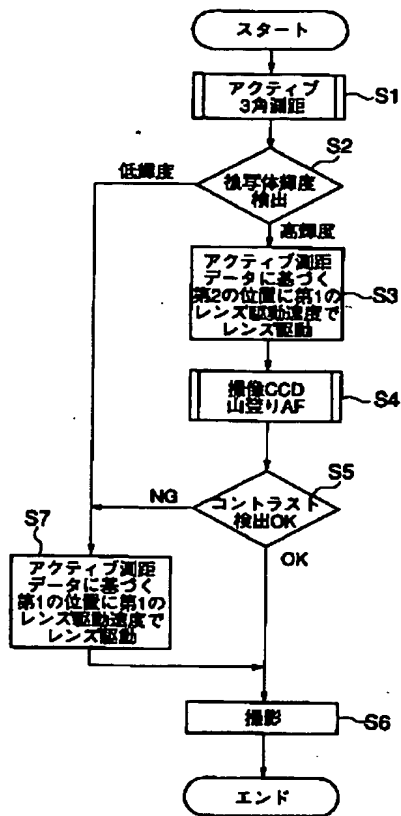 スタート
アクティブ
3角測距
S1
S2
被写体輝度
検出
低輝度
高輝度
アクティブ測距
データに基づく
第2の位置に第1の
レンズ駆動速度で
レンズ駆動
S3
撮像CCD
山登りAF
S4
S5
コントラスト
検出OK
NG
OK
S7
アクティブ測距
データに基づく
第1の位置に第1の
レンズ駆動速度で
レンズ駆動
撮影
S6
エンド